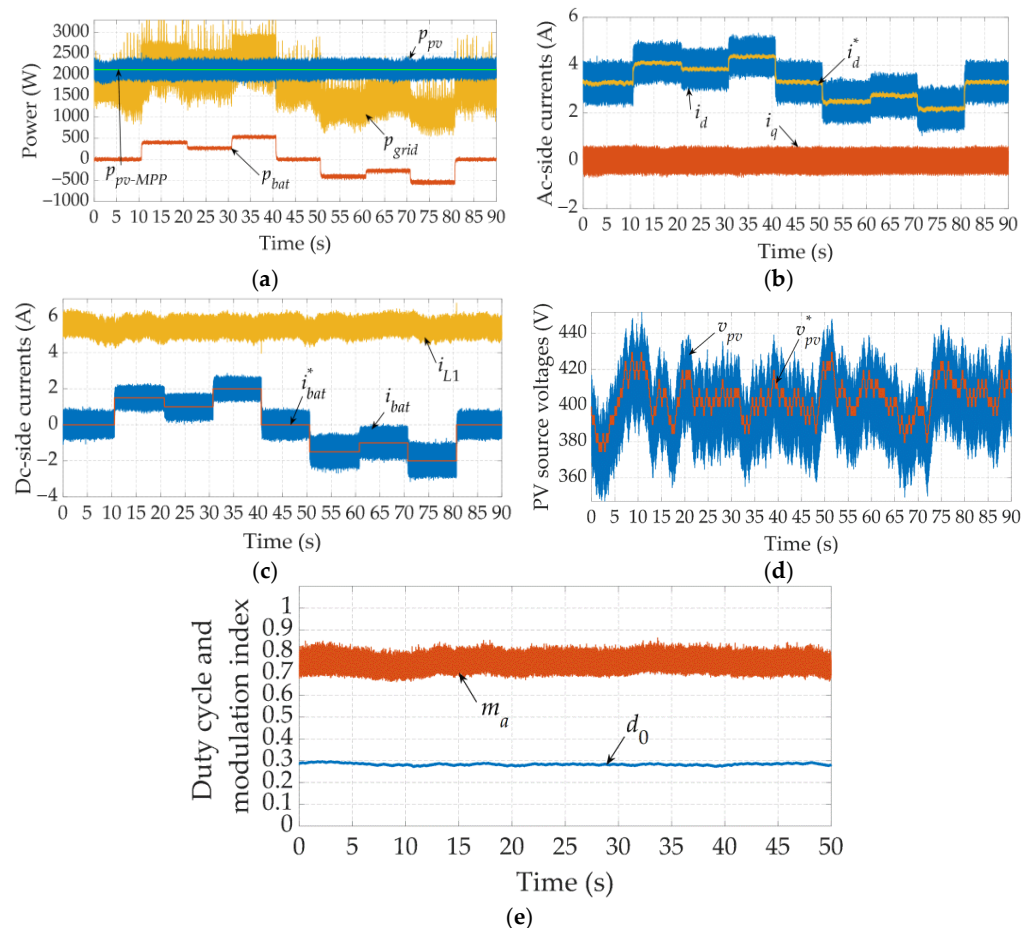 Power (W)
3000
2500
2000
1500
1000
500
0
−500
−1000
p_pv
p_grid
p_bat
p_pv-MPP
0 5 10 15 20 25 30 35 40 45 50 55 60 65 70 75 80 85 90
Time (s)
(a)
Ac-side currents (A)
6
4
2
0
−2
i_d^*
i_d
i_q
0 5 10 15 20 25 30 35 40 45 50 55 60 65 70 75 80 85 90
Time (s)
(b)
Dc-side currents (A)
6
4
2
0
−2
−4
i_L1
i_bat^*
i_bat
0 5 10 15 20 25 30 35 40 45 50 55 60 65 70 75 80 85 90
Time (s)
(c)
PV source voltages (V)
440
420
400
380
360
v_pv
v_pv^*
0 5 10 15 20 25 30 35 40 45 50 55 60 65 70 75 80 85 90
Time (s)
(d)
Duty cycle and
modulation index
1
0.9
0.8
0.7
0.6
0.5
0.4
0.3
0.2
0.1
0
m_a
d_0
0 5 10 15 20 25 30 35 40 45 50
Time (s)
(e)